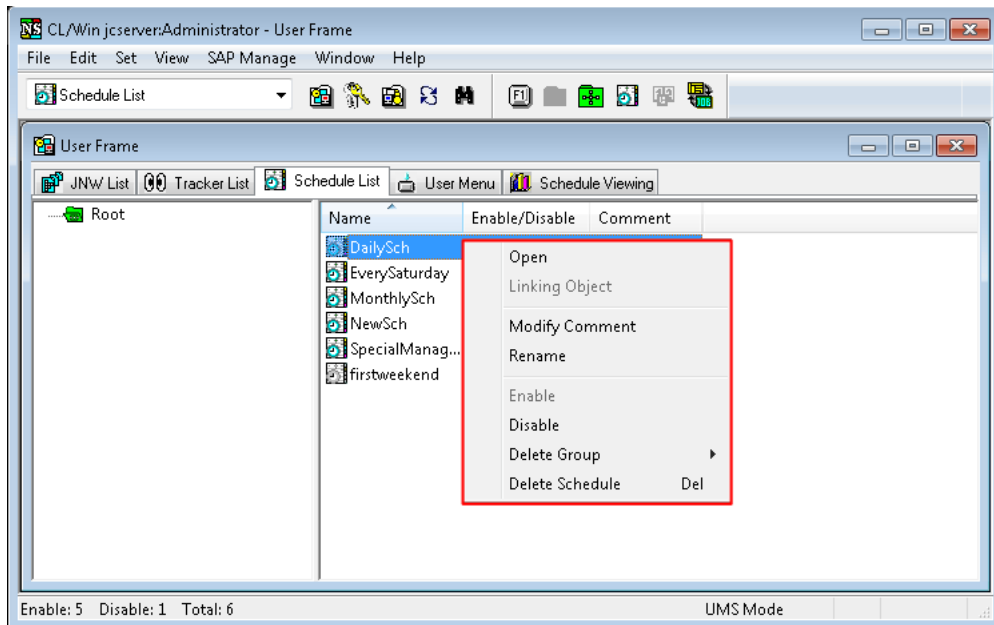 CL/Win jcserver:Administrator - User Frame
File Edit Set View SAP Manage Window Help
Schedule List
F1
User Frame
JNW List Tracker List Schedule List User Menu Schedule Viewing
Root
Name Enable/Disable Comment
DailySch
EverySaturday
MonthlySch
NewSch
SpecialManag...
firstweekend
Open
Linking Object
Modify Comment
Rename
Enable
Disable
Delete Group
Delete Schedule Del
Enable: 5 Disable: 1 Total: 6 UMS Mode